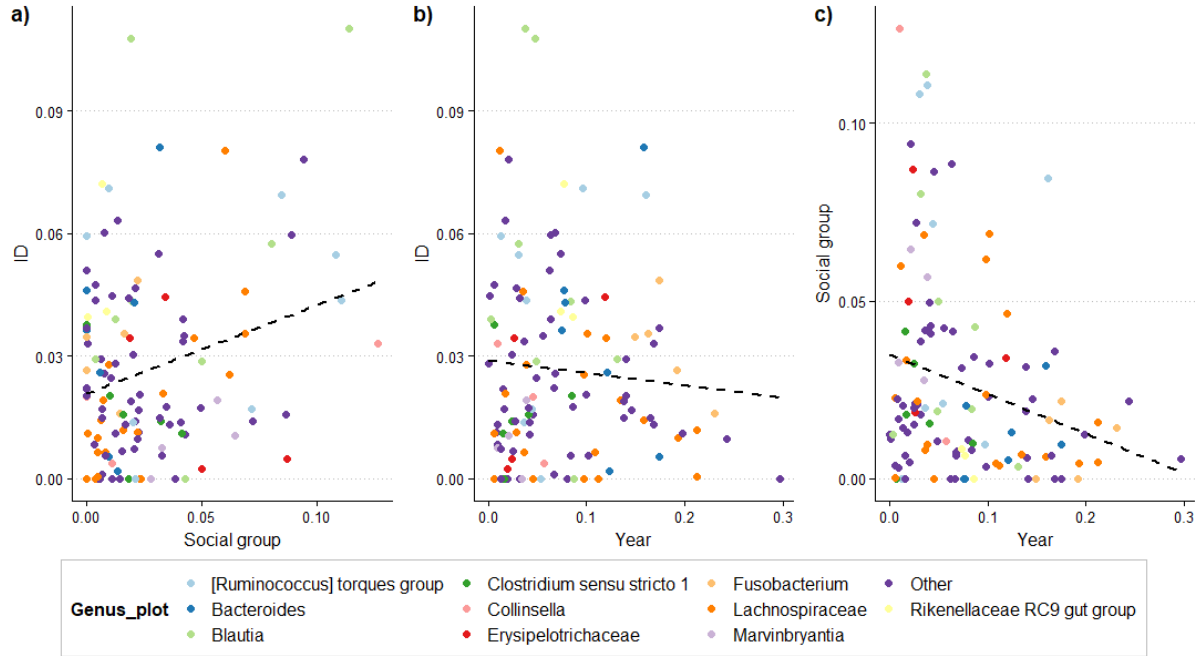 a)
b)
c)
ID
0.09
0.06
0.03
0.00
0.00
0.05
0.10
Social group
ID
0.09
0.06
0.03
0.00
0.0
0.1
0.2
0.3
Year
Social group
0.10
0.05
0.00
0.0
0.1
0.2
0.3
Year
Genus_plot
[Ruminococcus] torques group
Bacteroides
Blautia
Clostridium sensu stricto 1
Collinsella
Erysipelotrichaceae
Fusobacterium
Lachnospiraceae
Marvinbryantia
Other
Rikenellaceae RC9 gut group